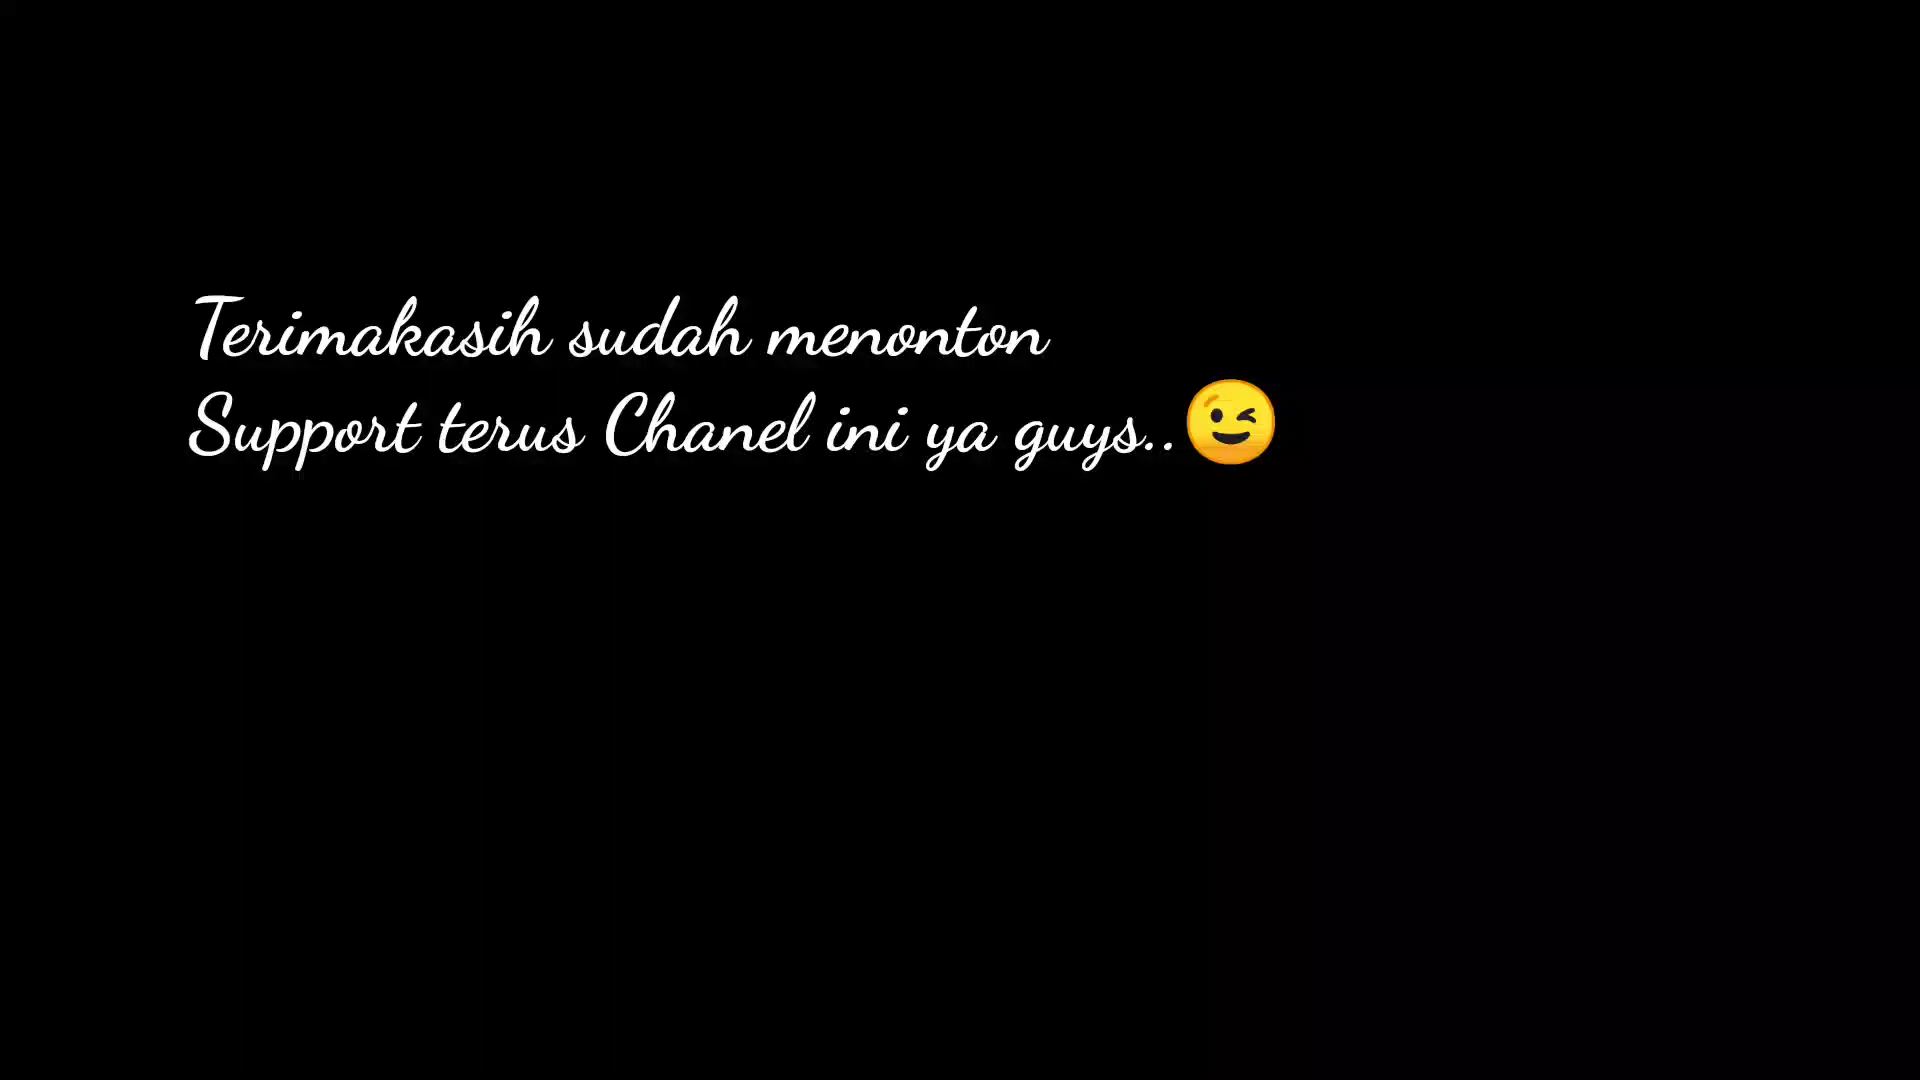 Terimakasih sudah menonton
Support terus Chanel ini ya guys..😉